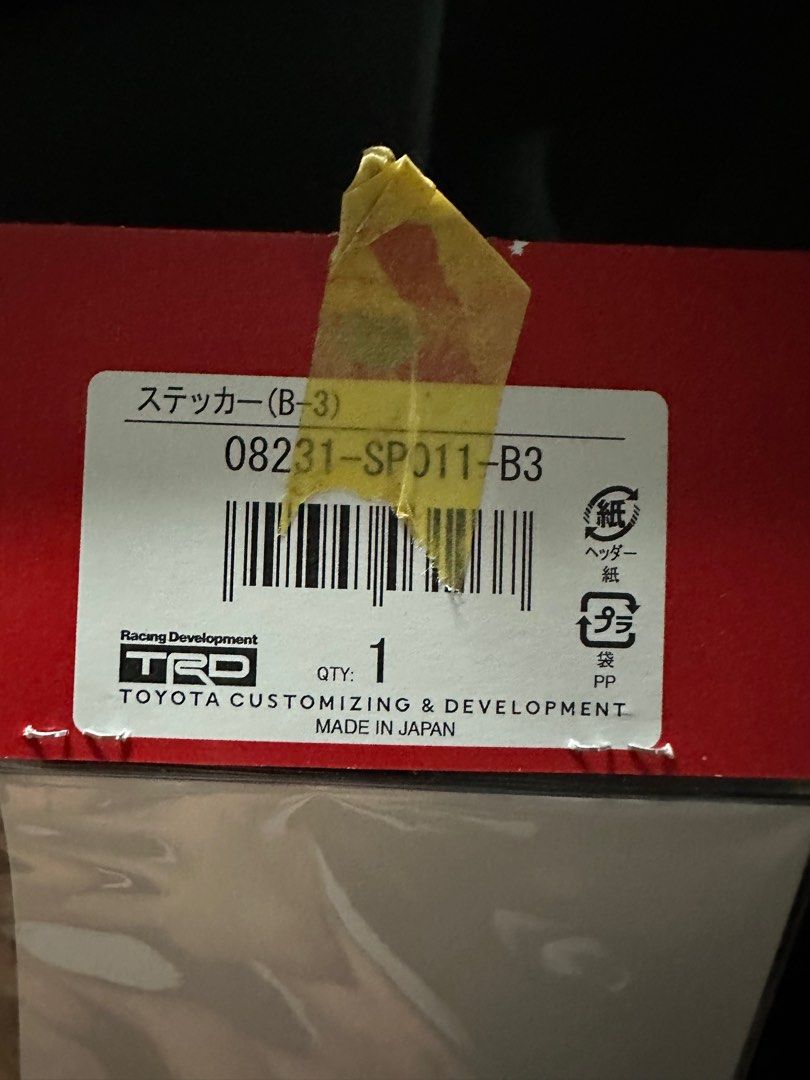 ステッカー(B-3)
08231-SP011-B3
紙
ヘッダー
紙
プラ
袋
PP
Racing Development
TRD
QTY: 1
TOYOTA CUSTOMIZING & DEVELOPMENT
MADE IN JAPAN